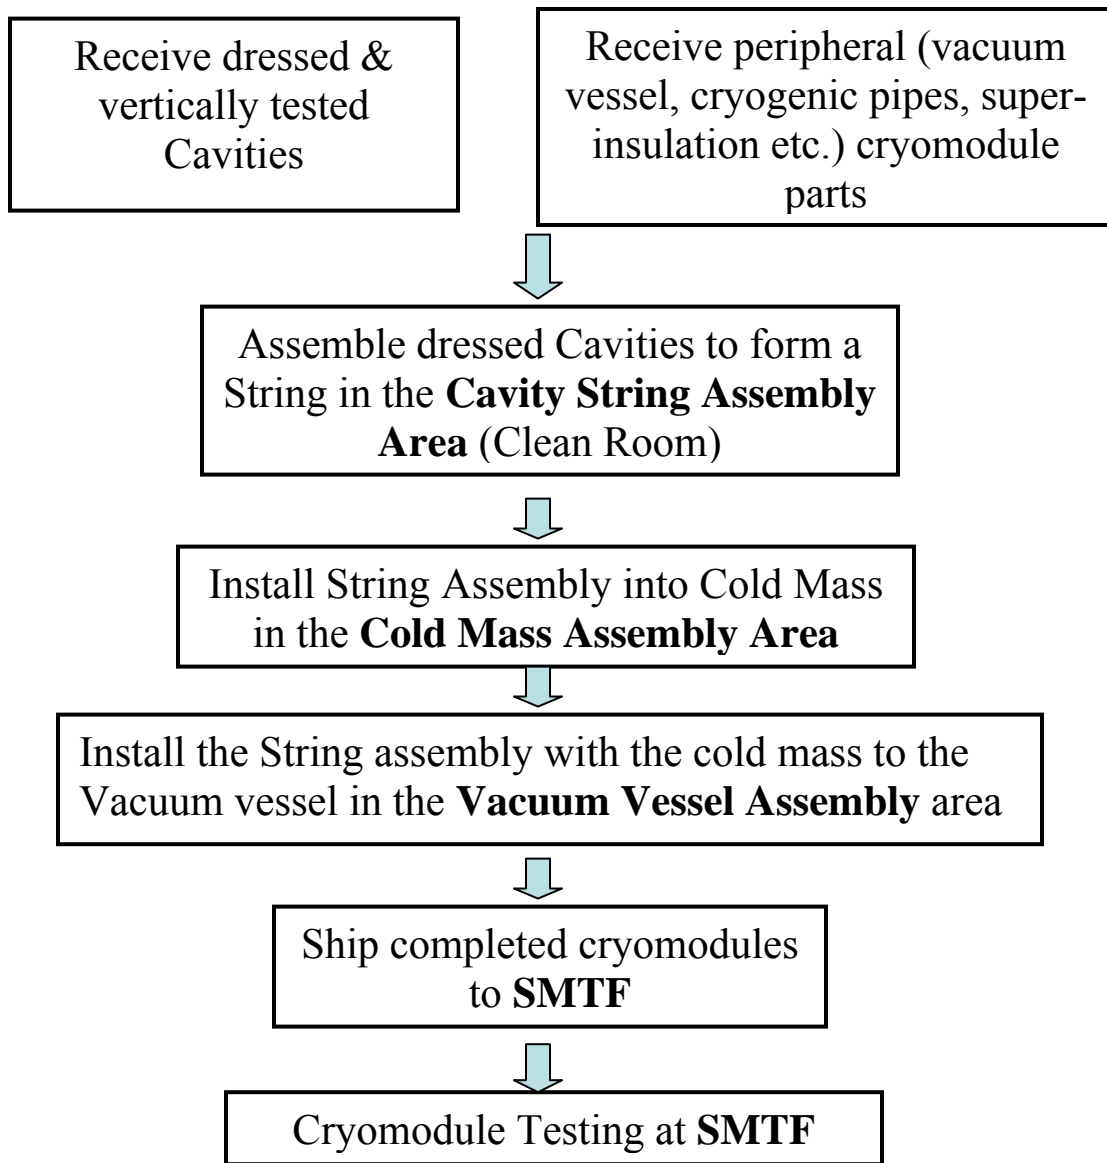 Receive dressed &
vertically tested
Cavities
Receive peripheral (vacuum
vessel, cryogenic pipes, super-
insulation etc.) cryomodule
parts
Assemble dressed Cavities to form a
String in the Cavity String Assembly
Area (Clean Room)
Install String Assembly into Cold Mass
in the Cold Mass Assembly Area
Install the String assembly with the cold mass to the
Vacuum vessel in the Vacuum Vessel Assembly area
Ship completed cryomodules
to SMTF
Cryomodule Testing at SMTF